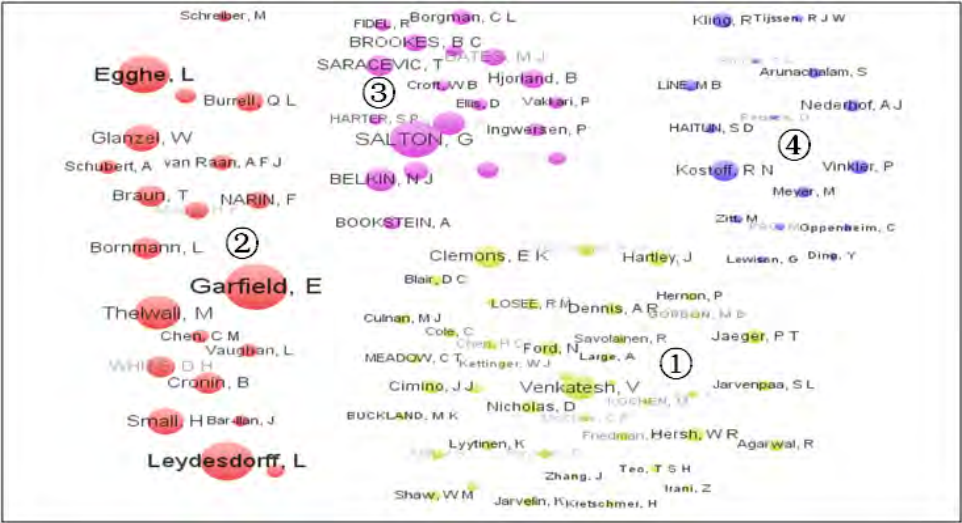 Schreiber, M
Egghe, L
Burrell, Q L
Glanzel, W
Schubert, A
van Raan, A F J
Braun, T
NARIN, F
②
Bornmann, L
Garfield, E
Thelwall, M
Chen, C M
Vaughan, L
WHITE, D H
Cronin, B
Small, H
Bar-Ilan, J
Leydesdorff, L
FIDEL, R
Borgman, C L
BROOKES, B C
BATES, M J
SARACEVIC, T
Croft, W B
Hjorland, B
③
Ellis, D
Vakkari, P
HARTER, S P
SALTON, G
Ingwersen, P
BELKIN, N J
BOOKSTEIN, A
Kling, R
Tijssen, R J W
Arunachalam, S
LINE, M B
Nederhof, A J
HAITUN, S D
④
Kostoff, R N
Vinkler, P
Meyer, M
Zitt, M
Oppenheim, C
Lewison, G
Ding, Y
Clemons, E K
Hartley, J
Blair, D C
Hernon, P
LOSEE, R M
Dennis, A R
GORDON, M D
Culnan, M J
Cole, C
Savolainen, R
Jaeger, P T
Chen, H C
Ford, N
Large, A
①
MEADOW, C T
Kettinger, W J
Cimino, J J
Venkatesh, V
Jarvenpaa, S L
KOCHEN, M
Nicholas, D
BUCKLAND, M K
Friedman,
Hersh, W R
Lyytinen, K
Agarwal, R
Teo, T S H
Zhang, J
Irani, Z
Shaw, W M
Jarvelin, K
Kretschmer, H